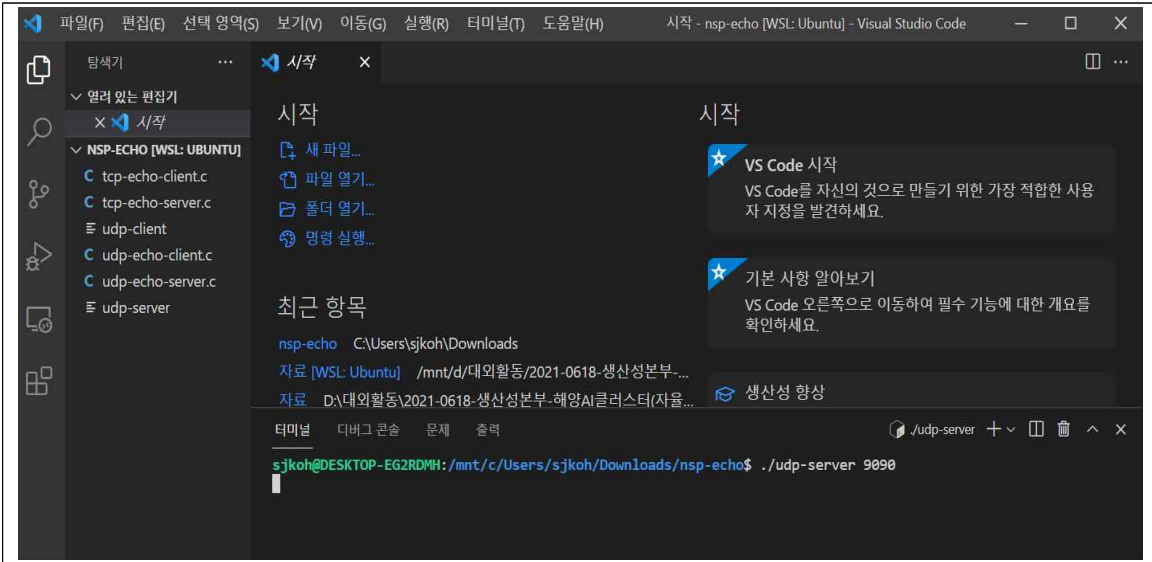 파일(F) 편집(E) 선택 영역(S) 보기(V) 이동(G) 실행(R) 터미널(T) 도움말(H) 시작 - nsp-echo [WSL: Ubuntu] - Visual Studio Code
탐색기
시작
열려 있는 편집기
시작
NSP-ECHO [WSL: UBUNTU]
C tcp-echo-client.c
C tcp-echo-server.c
udp-client
C udp-echo-client.c
C udp-echo-server.c
udp-server
시작
새 파일...
파일 열기...
폴더 열기...
명령 실행...
최근 항목
nsp-echo C:\Users\sjkoh\Downloads
자료 [WSL: Ubuntu] /mnt/d/대외활동/2021-0618-생산성본부-...
자료 D:\대외활동\2021-0618-생산성본부-해양AI클러스터(자율...
시작
VS Code 시작
VS Code를 자신의 것으로 만들기 위한 가장 적합한 사용
자 지정을 발견하세요.
기본 사항 알아보기
VS Code 오른쪽으로 이동하여 필수 기능에 대한 개요를
확인하세요.
생산성 향상
터미널 디버그 콘솔 문제 출력
./udp-server
sjkoh@DESKTOP-EG2RDMH:/mnt/c/Users/sjkoh/Downloads/nsp-echo$ ./udp-server 9090